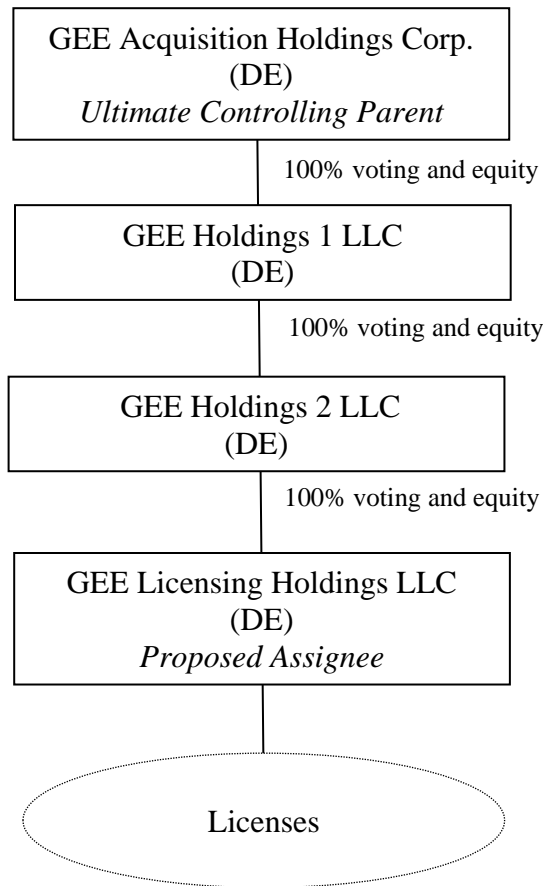 GEE Acquisition Holdings Corp.
(DE)
Ultimate Controlling Parent
100% voting and equity
GEE Holdings 1 LLC
(DE)
100% voting and equity
GEE Holdings 2 LLC
(DE)
100% voting and equity
GEE Licensing Holdings LLC
(DE)
Proposed Assignee
Licenses